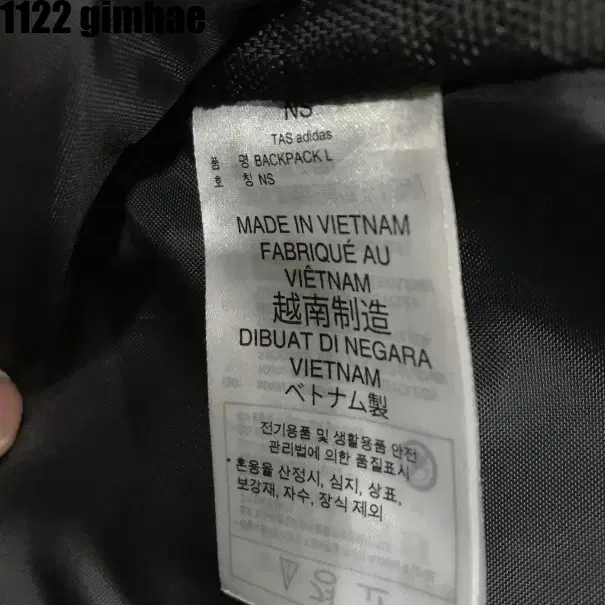 1122 gimhae
NS
TAS adidas
품 명 BACKPACK L
호 칭 NS
MADE IN VIETNAM
FABRIQUÉ AU
VIÊTNAM
越南制造
DIBUAT DI NEGARA
VIETNAM
ベトナム製
전기용품 및 생활용품 안전
관리법에 의한 품질표시
* 혼용율 산정시, 심지, 상표,
보강재, 자수, 장식 제외